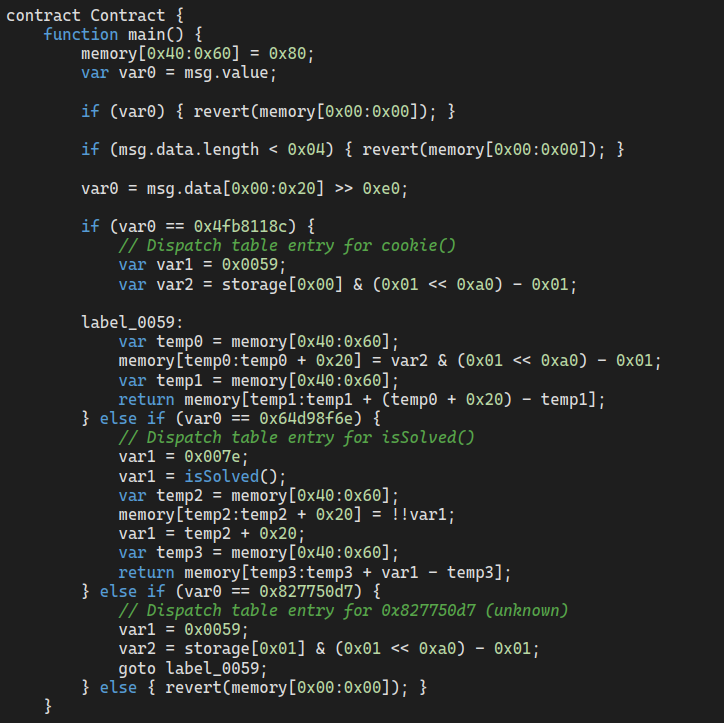 contract Contract {
    function main() {
        memory[0x40:0x60] = 0x80;
        var var0 = msg.value;

        if (var0) { revert(memory[0x00:0x00]); }

        if (msg.data.length < 0x04) { revert(memory[0x00:0x00]); }

        var0 = msg.data[0x00:0x20] >> 0xe0;

        if (var0 == 0x4fb8118c) {
            // Dispatch table entry for cookie()
            var var1 = 0x0059;
            var var2 = storage[0x00] & (0x01 << 0xa0) - 0x01;

        label_0059:
            var temp0 = memory[0x40:0x60];
            memory[temp0:temp0 + 0x20] = var2 & (0x01 << 0xa0) - 0x01;
            var temp1 = memory[0x40:0x60];
            return memory[temp1:temp1 + (temp0 + 0x20) - temp1];
        } else if (var0 == 0x64d98f6e) {
            // Dispatch table entry for isSolved()
            var1 = 0x007e;
            var1 = isSolved();
            var temp2 = memory[0x40:0x60];
            memory[temp2:temp2 + 0x20] = !!var1;
            var1 = temp2 + 0x20;
            var temp3 = memory[0x40:0x60];
            return memory[temp3:temp3 + var1 - temp3];
        } else if (var0 == 0x827750d7) {
            // Dispatch table entry for 0x827750d7 (unknown)
            var1 = 0x0059;
            var2 = storage[0x01] & (0x01 << 0xa0) - 0x01;
            goto label_0059;
        } else { revert(memory[0x00:0x00]); }
    }